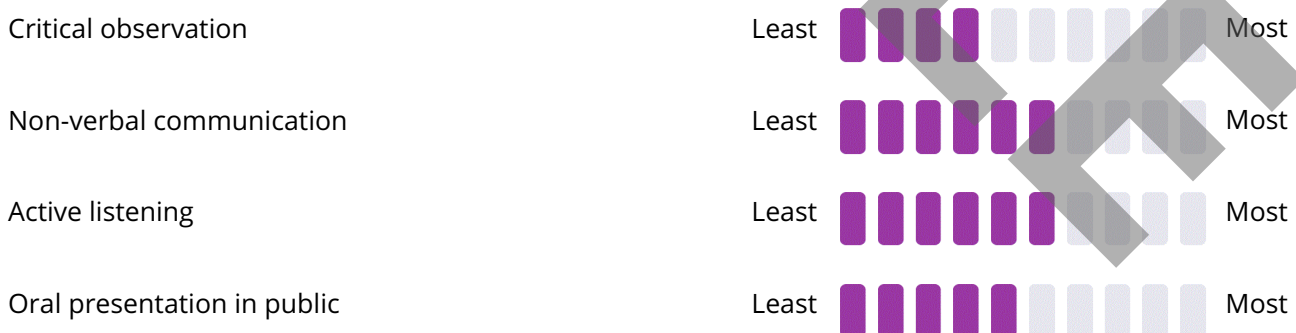 Critical observation Least Most
Non-verbal communication Least Most
Active listening Least Most
Oral presentation in public Least Most